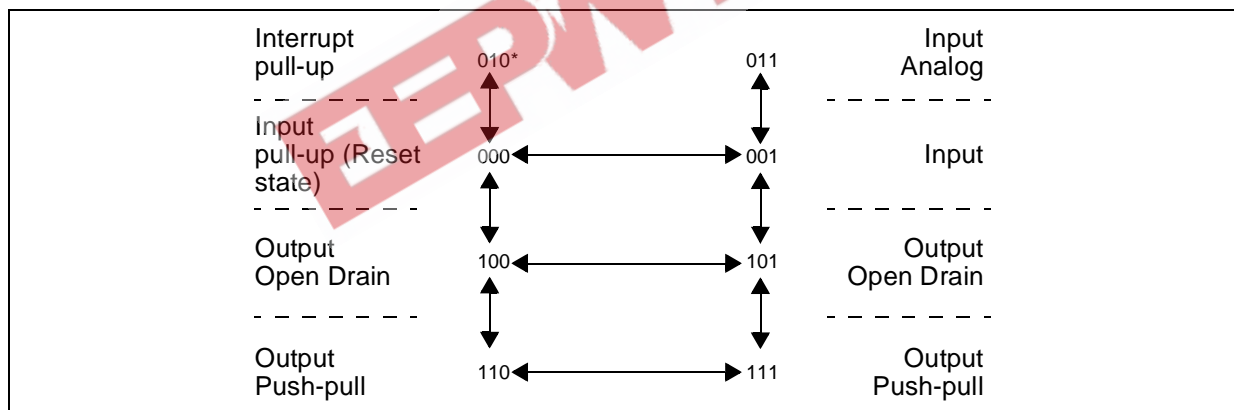 Interrupt
pull-up
010*
011
Input
Analog
Input
pull-up (Reset
state)
000
001
Input
Output
Open Drain
100
101
Output
Open Drain
Output
Push-pull
110
111
Output
Push-pull